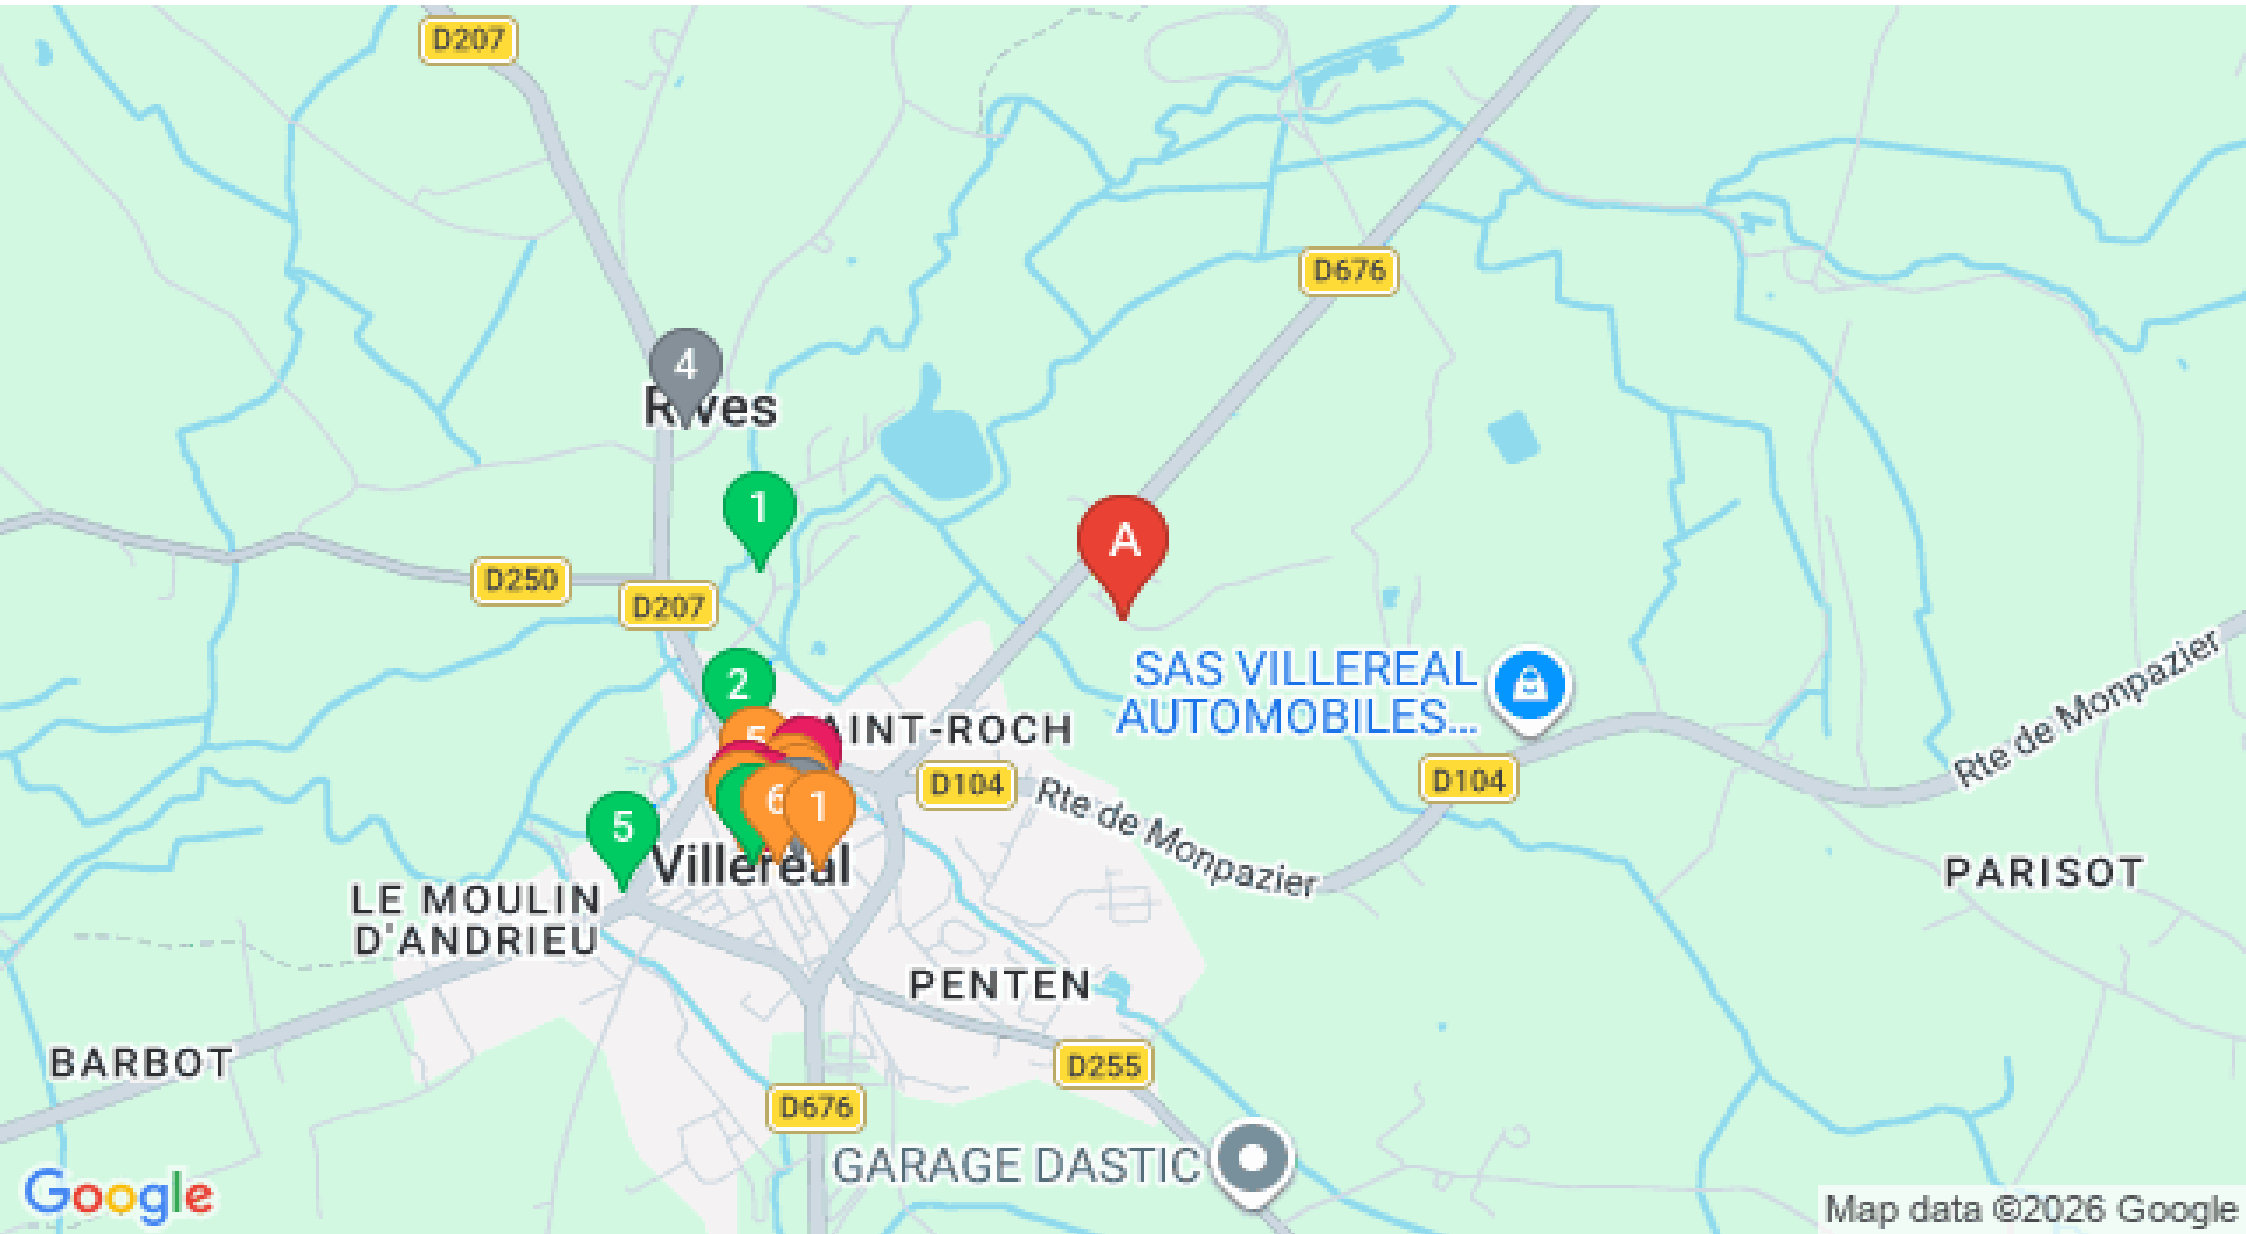 D207
D676
4
Rives
1
A
D250
D207
2
SAS VILLEREAL
AUTOMOBILES...
SAINT-ROCH
5
D104
D104
Rte de Monpazier
Rte de Monpazier
6
1
5
Villeréal
PARISOT
LE MOULIN
D'ANDRIEU
PENTEN
BARBOT
D255
D676
GARAGE DASTIC
Google
Map data ©2026 Google